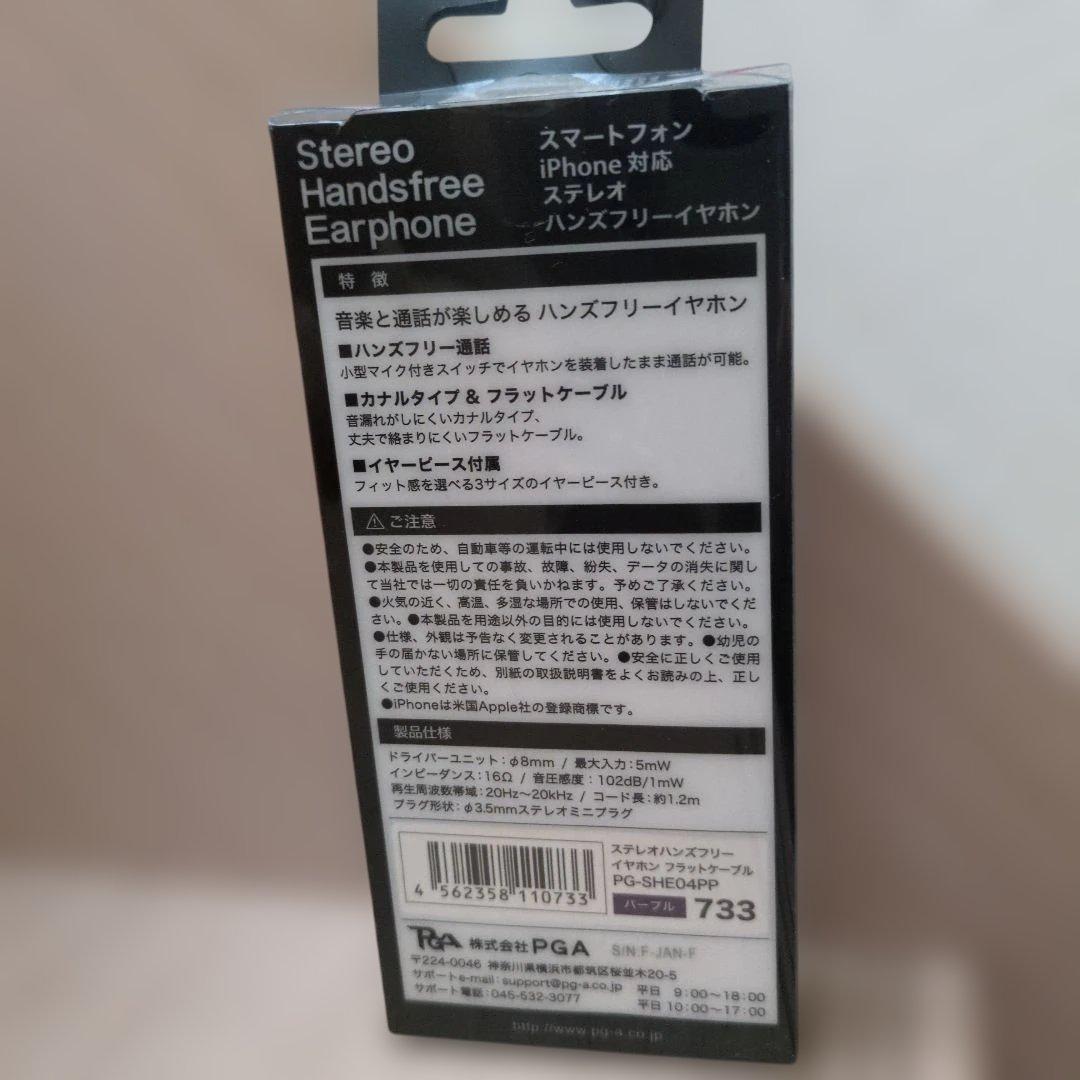 Stereo
Handsfree
Earphone
スマートフォン
iPhone 対応
ステレオ
ハンズフリーイヤホン
特 徴
音楽と通話が楽しめる ハンズフリーイヤホン
■ハンズフリー通話
小型マイク付きスイッチでイヤホンを装着したまま通話が可能。
■カナルタイプ & フラットケーブル
音漏れがしにくいカナルタイプ、
丈夫で絡まりにくいフラットケーブル。
■イヤーピース付属
フィット感を選べる3サイズのイヤーピース付き。
⚠ご注意
●安全のため、自動車等の運転中には使用しないでください。
●本製品を使用しての事故、故障、紛失、データの消失に関し
て当社では一切の責任を負いかねます。予めご了承ください。
●火気の近く、高温、多湿な場所での使用、保管はしないでくだ
さい。●本製品を用途以外の目的には使用しないでください。
●仕様、外観は予告なく変更されることがあります。●幼児の
手の届かない場所に保管してください。●安全に正しくご使用
していただくため、別紙の取扱説明書をよくお読みの上、正し
くご使用ください。
●iPhoneは米国Apple社の登録商標です。
製品仕様
ドライバーユニット：φ8mm / 最大入力：5mW
インピーダンス：16Ω / 音圧感度：102dB/1mW
再生周波数帯域：20Hz～20kHz / コード長：約1.2m
プラグ形状：φ3.5mmステレオミニプラグ
4 562358 110733
ステレオハンズフリー
イヤホン フラットケーブル
PG-SHE04PP
パープル 733
PGA 株式会社PGA S/N:F-JAN-F
〒224-0046 神奈川県横浜市都筑区桜並木20-5
サポートe-mail：support@pg-a.co.jp 平日 9:00～18:00
サポート電話：045-532-3077 平日 10:00～17:00
http://www.pg-a.co.jp